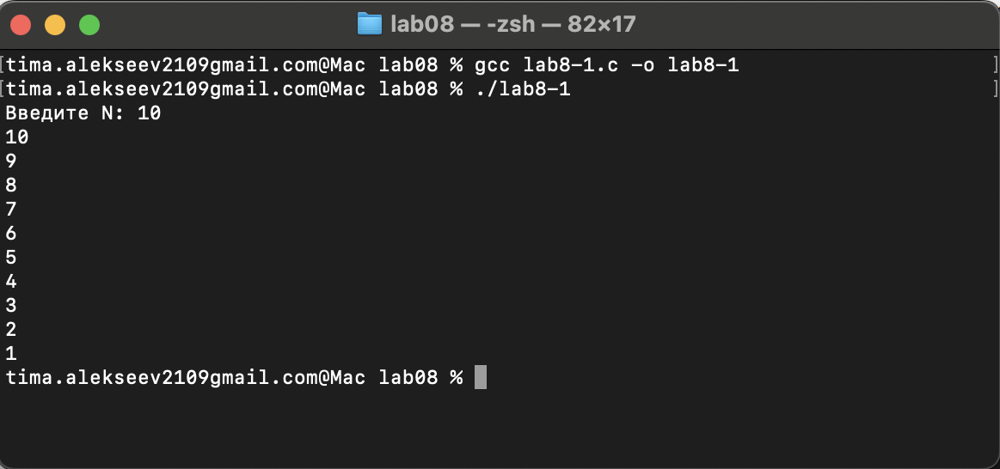 lab08 — -zsh — 82×17
[tima.alekseev2109gmail.com@Mac lab08 % gcc lab8-1.c -o lab8-1 ]
[tima.alekseev2109gmail.com@Mac lab08 % ./lab8-1 ]
Введите N: 10
10
9
8
7
6
5
4
3
2
1
tima.alekseev2109gmail.com@Mac lab08 %